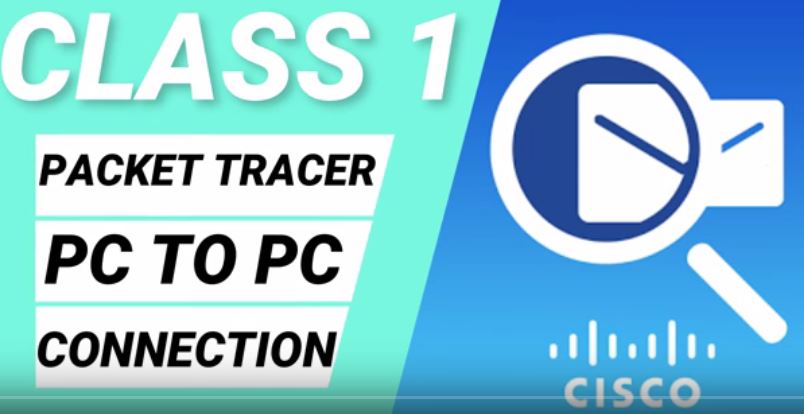 CLASS 1
PACKET TRACER
PC TO PC
CONNECTION
CISCO